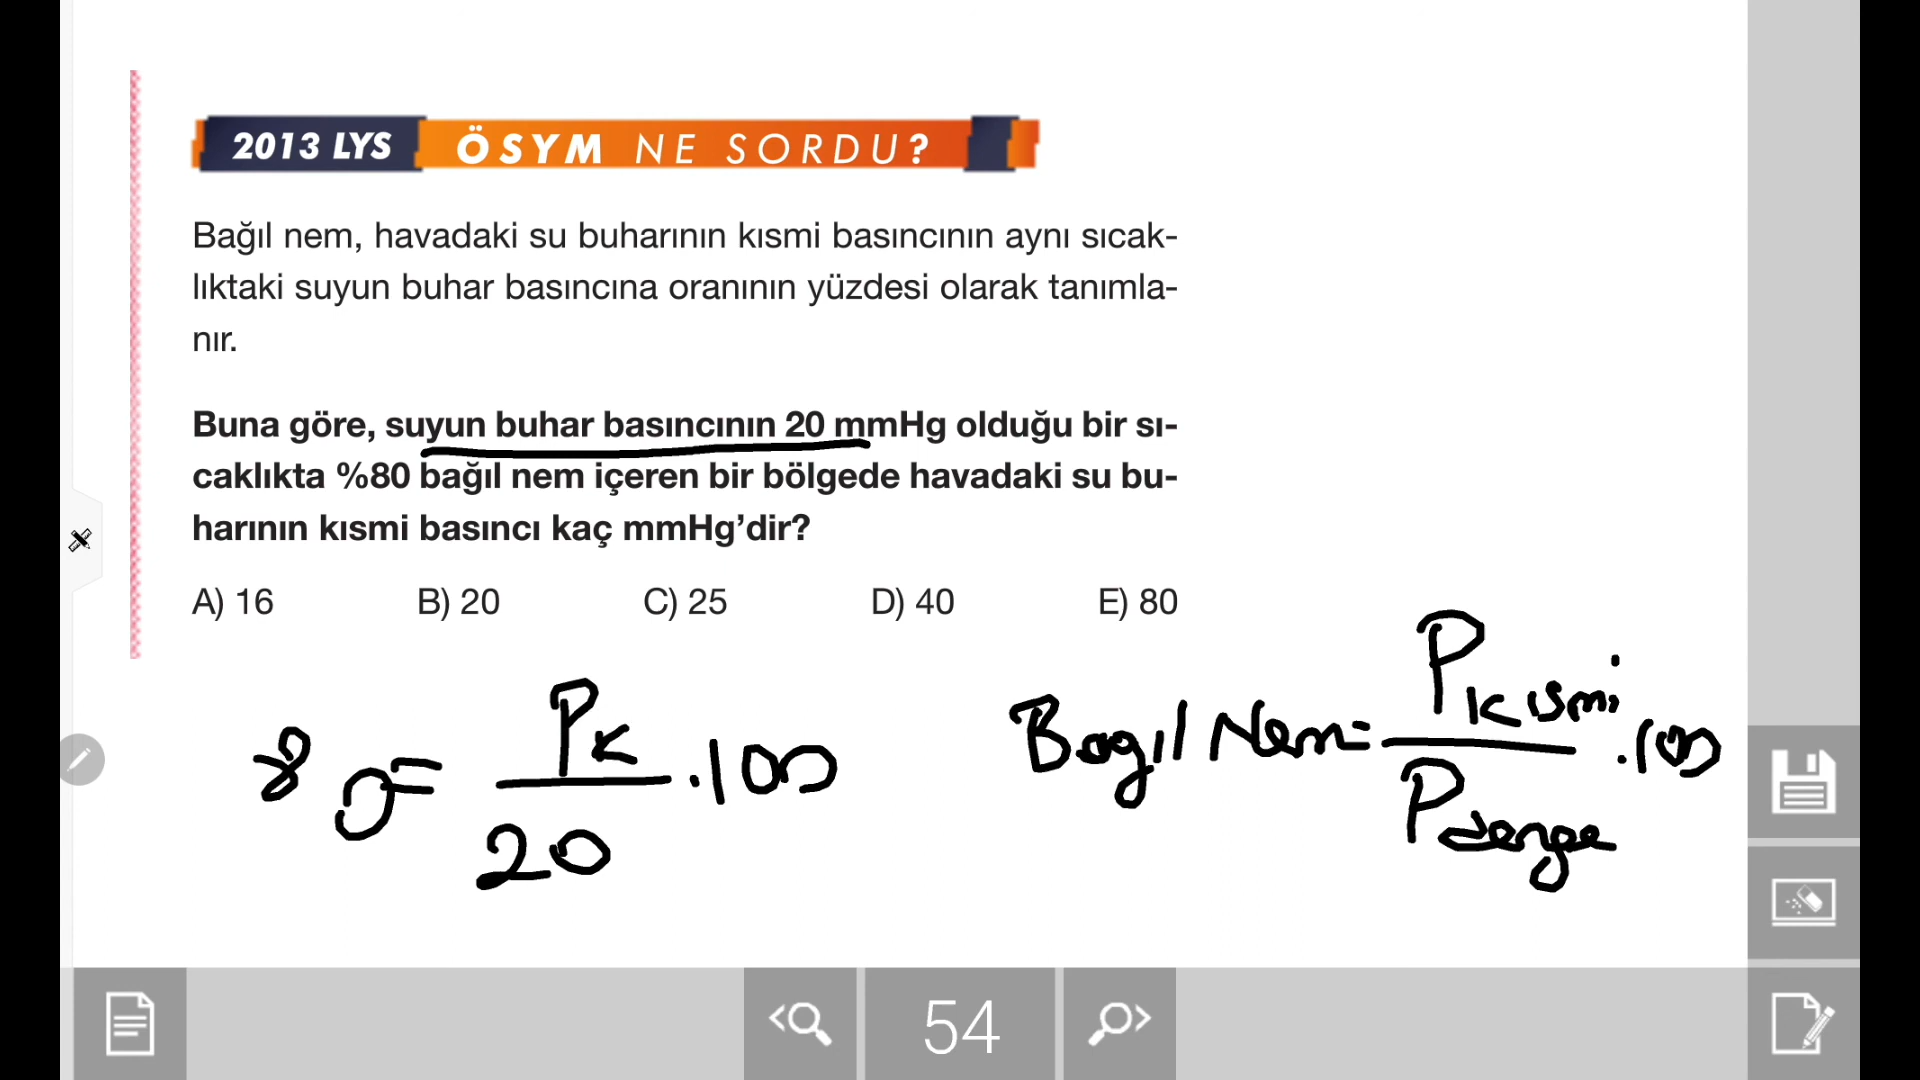 2013 LYS ÖSYM NE SORDU?
Bağıl nem, havadaki su buharının kısmi basıncının aynı sıcak-
lıktaki suyun buhar basıncına oranının yüzdesi olarak tanımla-
nır.
Buna göre, suyun buhar basıncının 20 mmHg olduğu bir sı-
caklıkta %80 bağıl nem içeren bir bölgede havadaki su bu-
harının kısmi basıncı kaç mmHg’dir?
A) 16 B) 20 C) 25 D) 40 E) 80
80 = PK / 20 .100
Bagıl Nem = Pkısmi / Pdenge .100
54